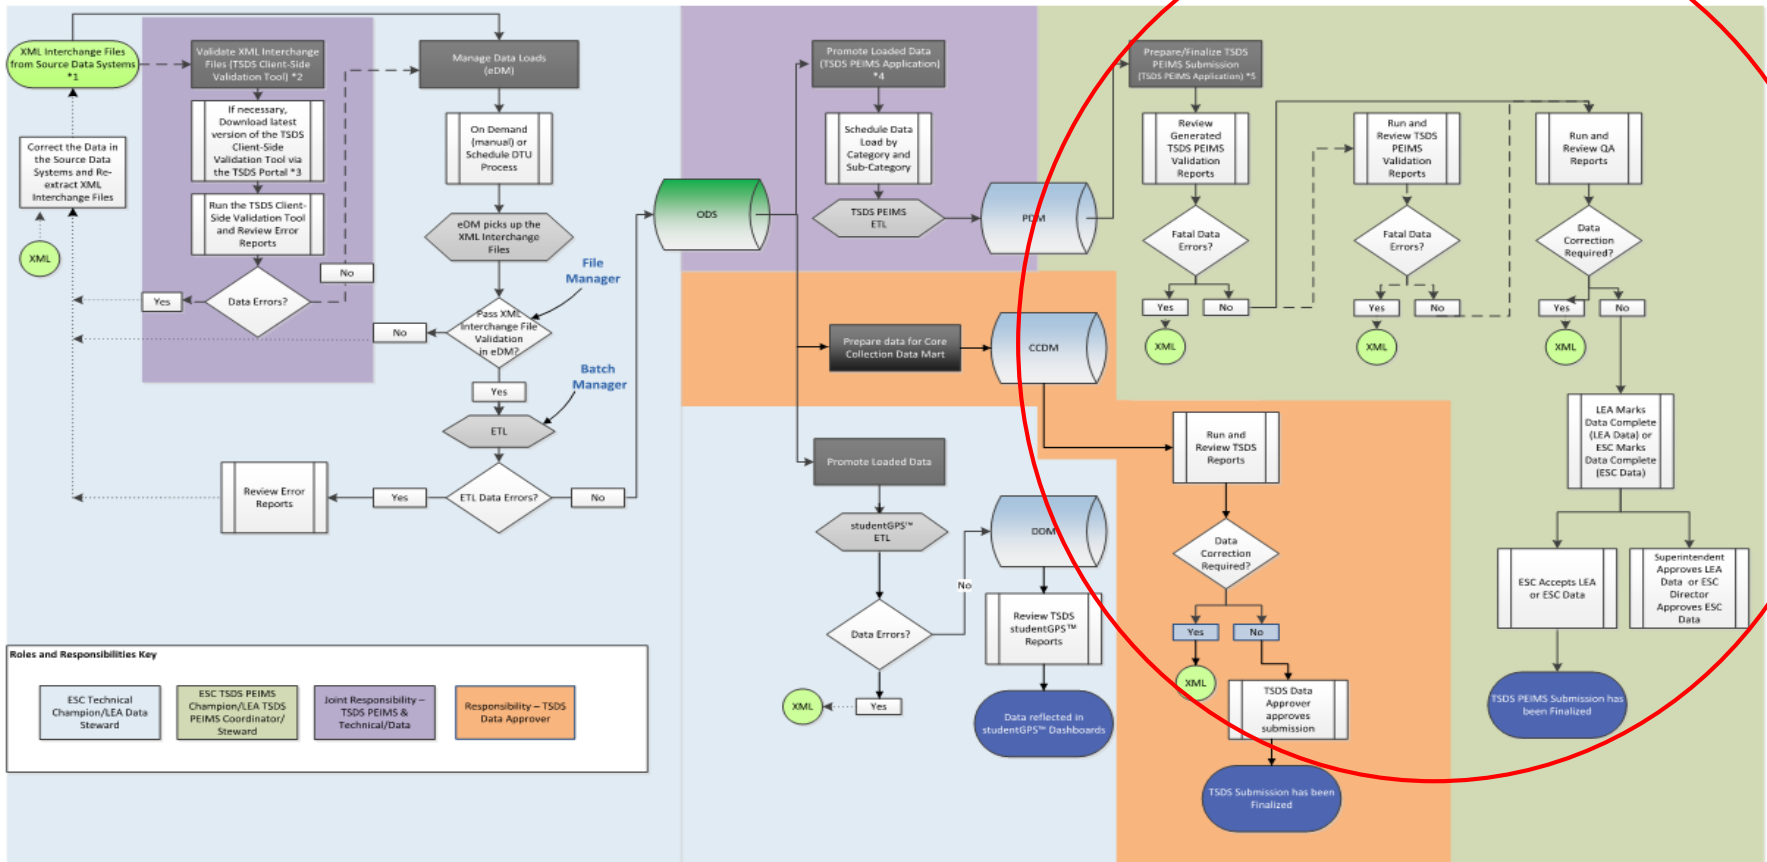 XML Interchange Files
from Source Data Systems
*1
Validate XML Interchange
Files (TSDS Client-Side
Validation Tool) *2
Manage Data Loads
(eDM)
If necessary,
Download latest
version of the TSDS
Client-Side
Validation Tool via
the TSDS Portal *3
Run the TSDS Client-
Side Validation Tool
and Review Error
Reports
Data Errors?
Yes
No
Correct the Data in
the Source Data
Systems and Re-
extract XML
Interchange Files
XML
On Demand
(manual) or
Schedule DTU
Process
eDM picks up the
XML Interchange
Files
File
Manager
Pass XML
Interchange File
Validation
in eDM?
No
Yes
Batch
Manager
ETL
ETL Data Errors?
Yes
No
Review Error
Reports
ODS
Promote Loaded Data
(TSDS PEIMS Application)
*4
Schedule Data
Load by
Category and
Sub-Category
TSDS PEIMS
ETL
PDM
Prepare data for Core
Collection Data Mart
CCDM
Promote Loaded Data
studentGPS™
ETL
Data Errors?
No
Yes
XML
DDM
Review TSDS
studentGPS™
Reports
Data reflected in
studentGPS™ Dashboards
Prepare/Finalize TSDS
PEIMS Submission
(TSDS PEIMS Application) *5
Review
Generated
TSDS PEIMS
Validation
Reports
Fatal Data
Errors?
Yes
No
XML
Run and
Review TSDS
PEIMS
Validation
Reports
Fatal Data
Errors?
Yes
No
XML
Run and
Review QA
Reports
Data
Correction
Required?
Yes
No
XML
LEA Marks
Data Complete
(LEA Data) or
ESC Marks
Data Complete
(ESC Data)
ESC Accepts LEA
or ESC Data
Superintendent
Approves LEA
Data or ESC
Director
Approves ESC
Data
TSDS PEIMS Submission has
been Finalized
Run and
Review TSDS
Reports
Data
Correction
Required?
Yes
No
XML
TSDS Data
Approver
approves
submission
TSDS Submission has been
Finalized
Roles and Responsibilities Key
ESC Technical
Champion/LEA Data
Steward
ESC TSDS PEIMS
Champion/LEA TSDS
PEIMS Coordinator/
Steward
Joint Responsibility –
TSDS PEIMS &
Technical/Data
Responsibility – TSDS
Data Approver